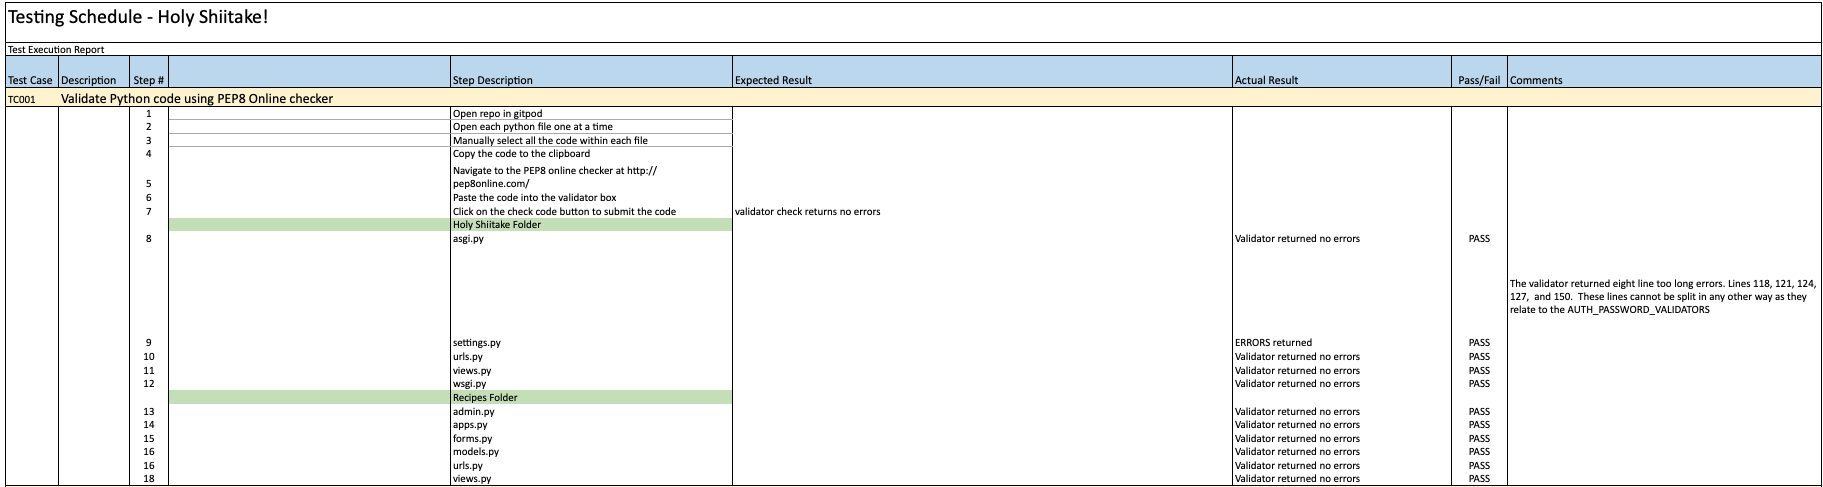 Testing Schedule - Holy Shiitake!
Test Execution Report
Test Case Description Step # Step Description Expected Result Actual Result Pass/Fail Comments
TC001 Validate Python code using PEP8 Online checker
1 Open repo in gitpod
2 Open each python file one at a time
3 Manually select all the code within each file
4 Copy the code to the clipboard
Navigate to the PEP8 online checker at http://
5 pep8online.com/
6 Paste the code into the validator box
7 Click on the check code button to submit the code validator check returns no errors
Holy Shiitake Folder
8 asgi.py Validator returned no errors PASS
The validator returned eight line too long errors. Lines 118, 121, 124,
127,  and 150.  These lines cannot be split in any other way as they
relate to the AUTH_PASSWORD_VALIDATORS
9 settings.py ERRORS returned PASS
10 urls.py Validator returned no errors PASS
11 views.py Validator returned no errors PASS
12 wsgi.py Validator returned no errors PASS
Recipes Folder
13 admin.py Validator returned no errors PASS
14 apps.py Validator returned no errors PASS
15 forms.py Validator returned no errors PASS
16 models.py Validator returned no errors PASS
16 urls.py Validator returned no errors PASS
18 views.py Validator returned no errors PASS